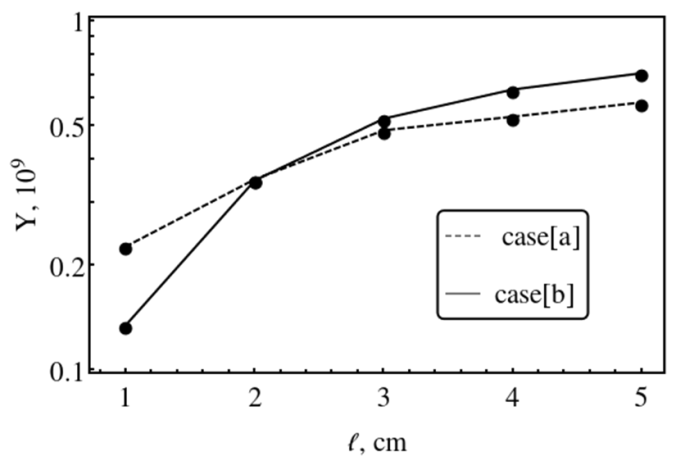 1
0.5
0.2
0.1
Y, 10⁹
case[a]
case[b]
1 2 3 4 5
ℓ, cm